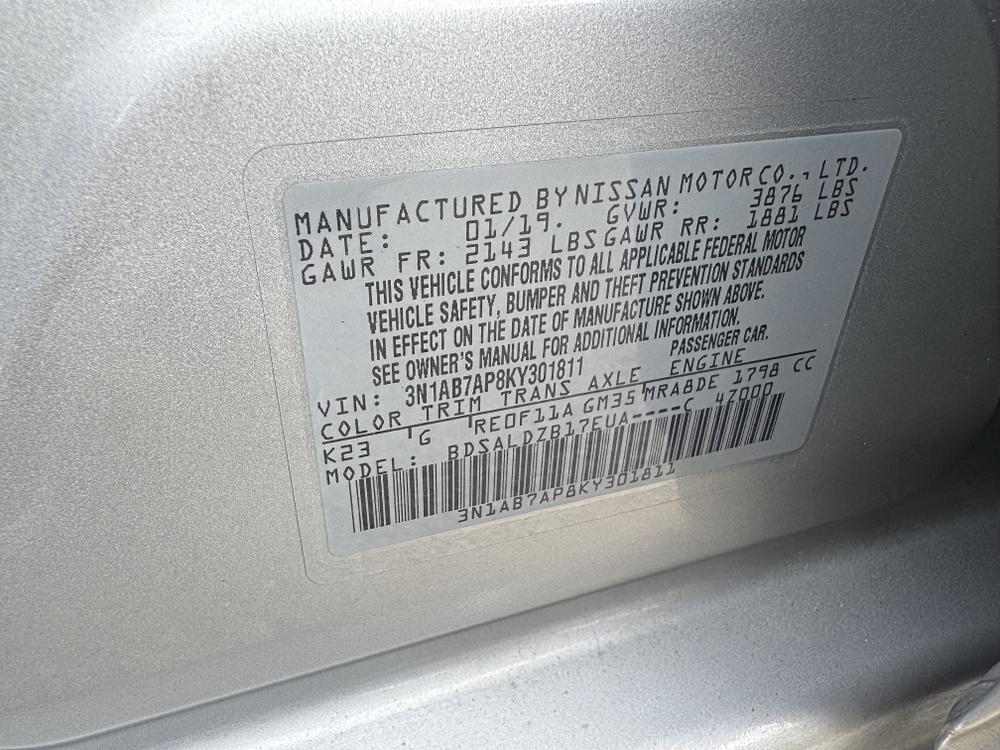 MANUFACTURED BY NISSAN MOTOR CO., LTD.
DATE: 01/19. GVWR: 3876 LBS
GAWR FR: 2143 LBS GAWR RR: 1881 LBS
THIS VEHICLE CONFORMS TO ALL APPLICABLE FEDERAL MOTOR
VEHICLE SAFETY, BUMPER AND THEFT PREVENTION STANDARDS
IN EFFECT ON THE DATE OF MANUFACTURE SHOWN ABOVE.
SEE OWNER'S MANUAL FOR ADDITIONAL INFORMATION.
VIN: 3N1AB7AP8KY301811 PASSENGER CAR.
COLOR TRIM TRANS AXLE ENGINE
K23 G RE0F11A GM35 MRA8DE 1798 CC
MODEL: BDSALDZB17EUA----C 47000
3N1AB7AP8KY301811